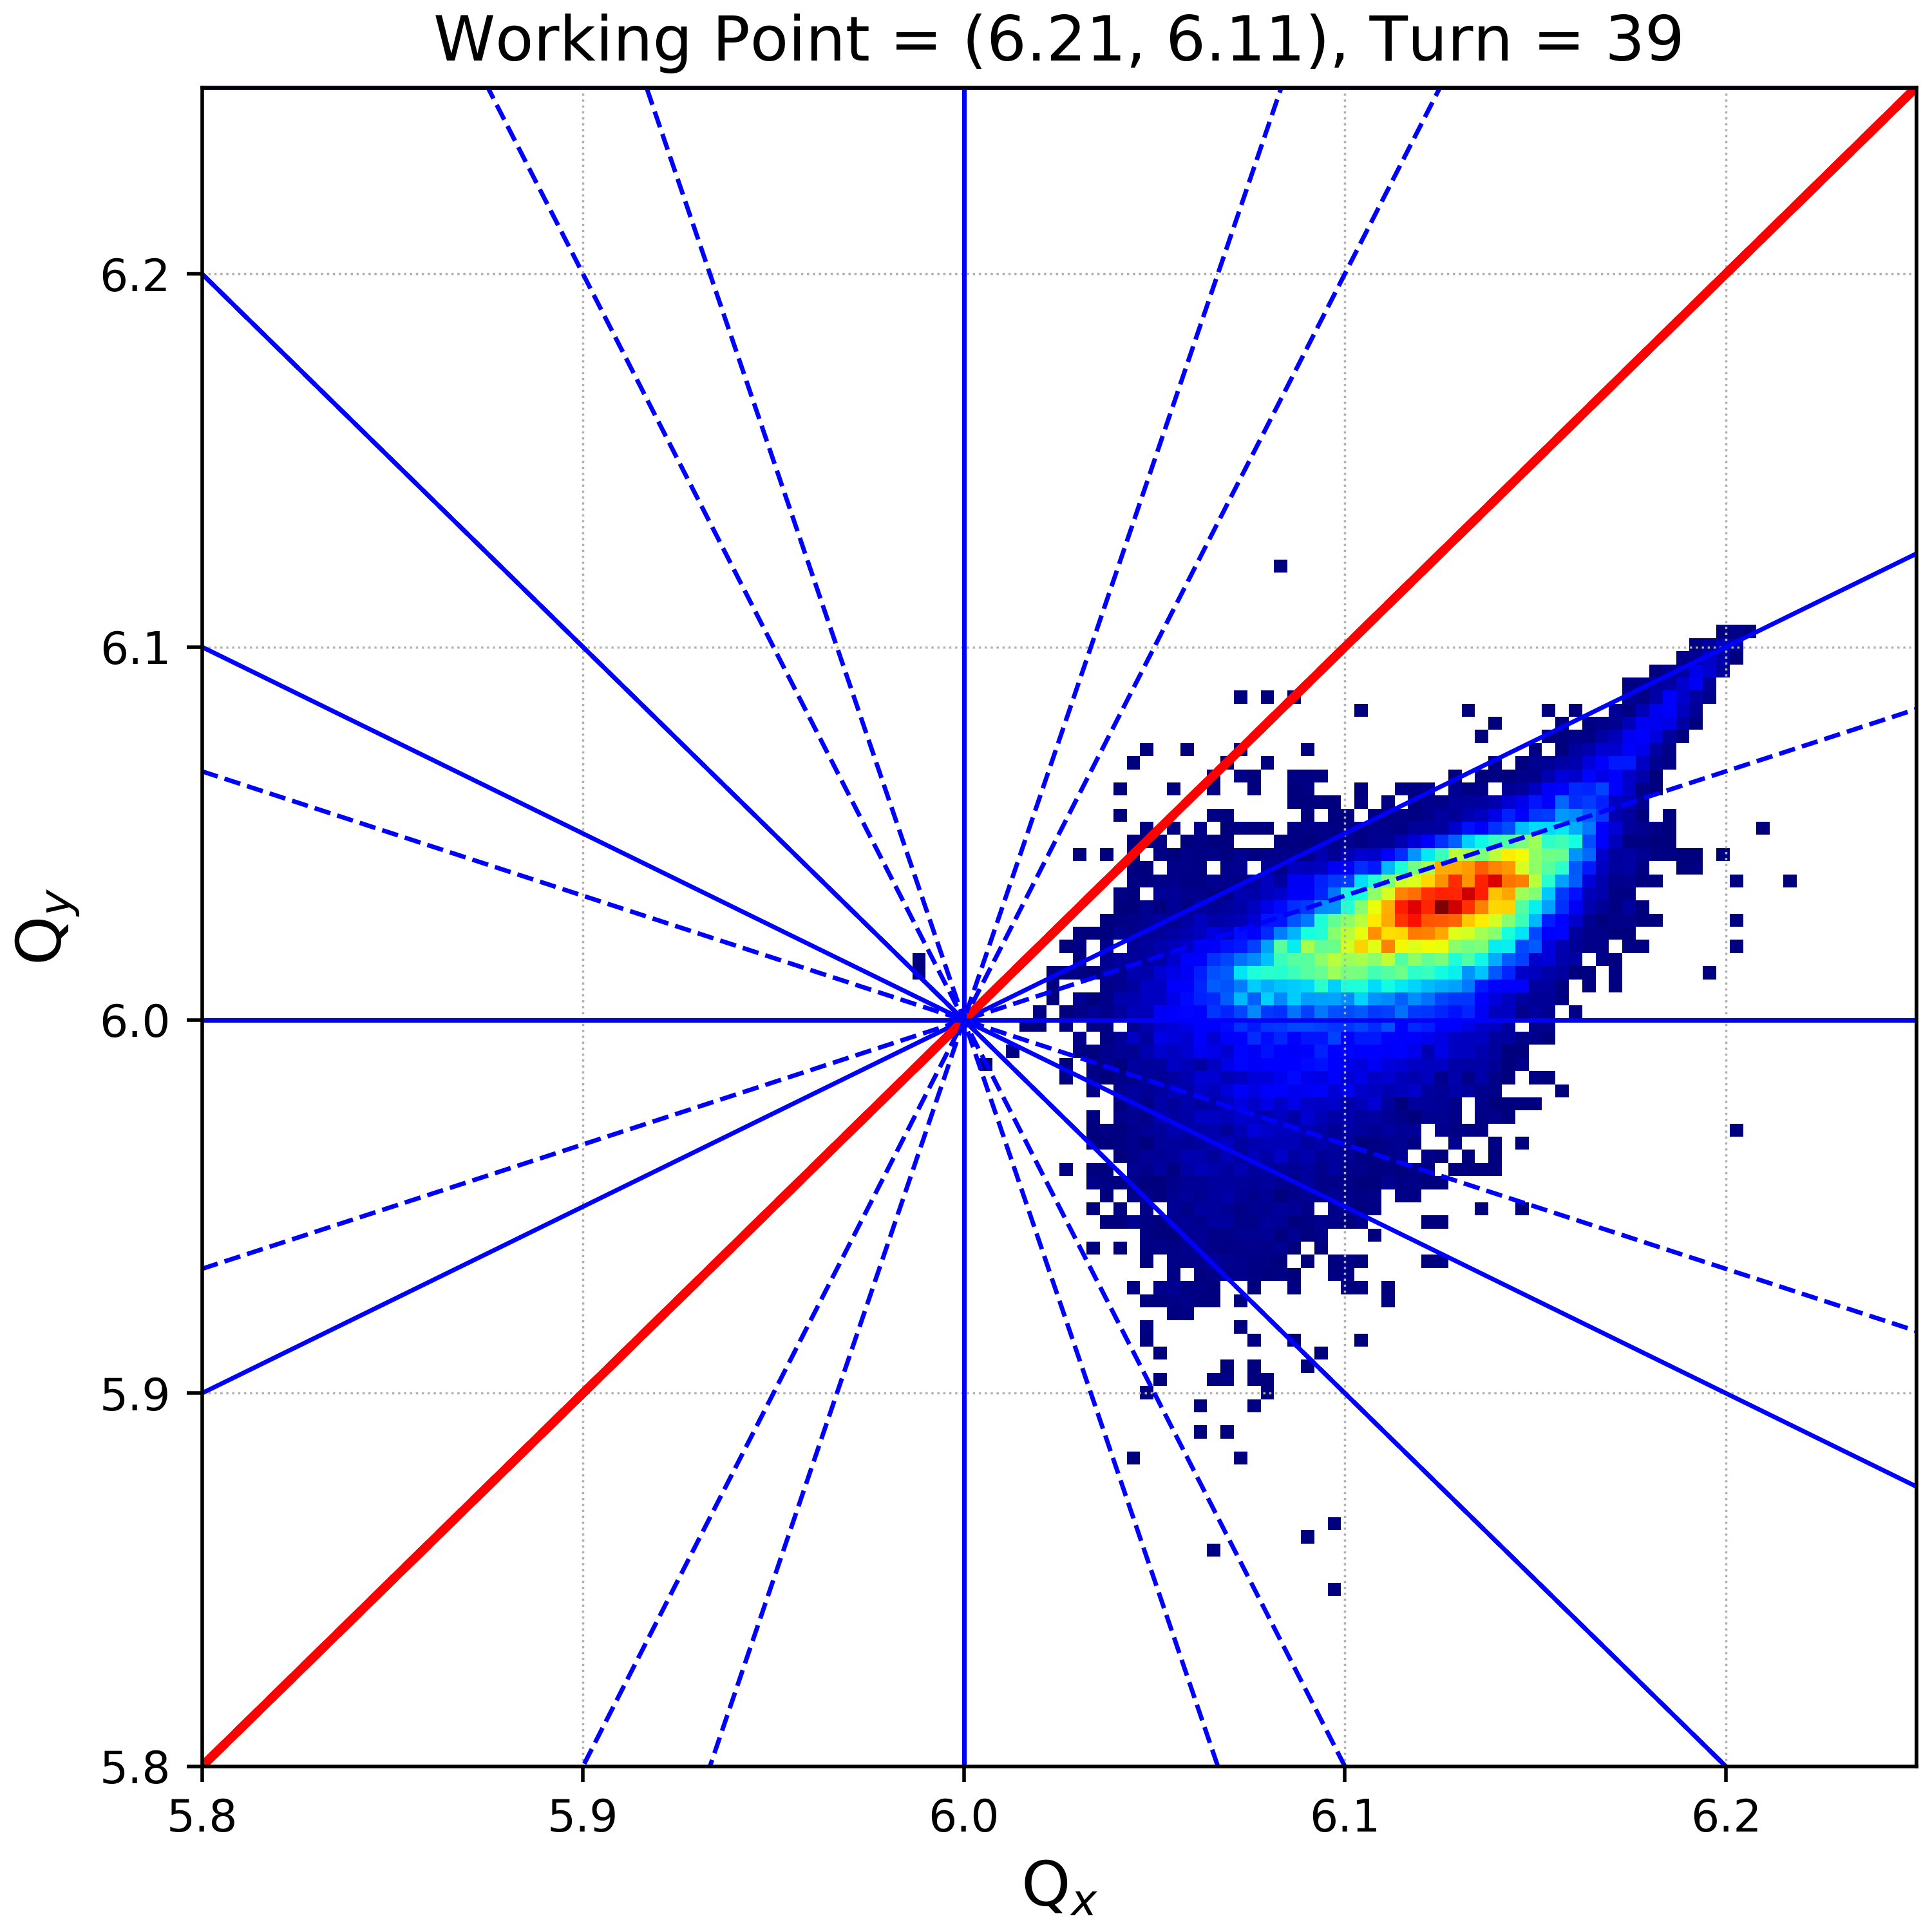 Working Point = (6.21, 6.11), Turn = 39
6.2
6.1
6.0
5.9
5.8
Qy
5.8 5.9 6.0 6.1 6.2
Qx